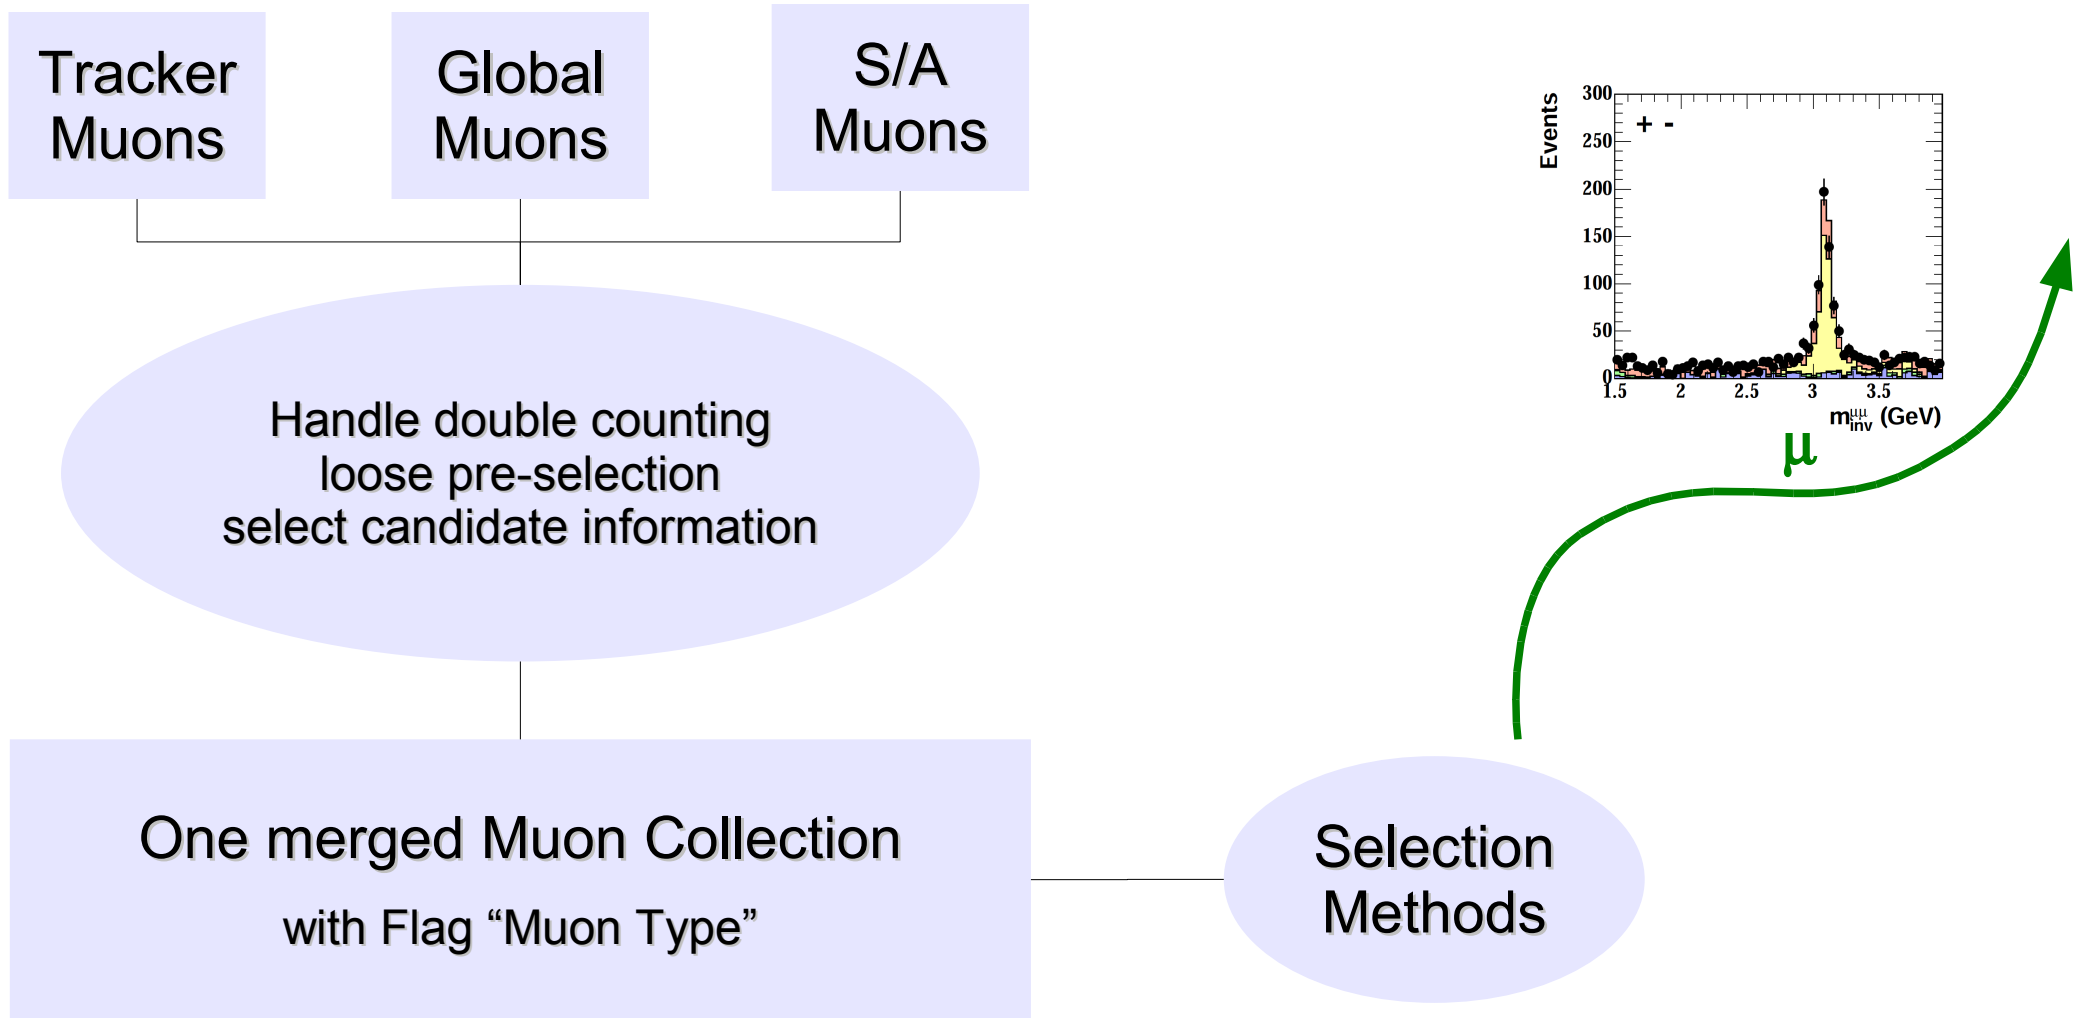 Tracker
Muons
Global
Muons
S/A
Muons
Handle double counting
loose pre-selection
select candidate information
One merged Muon Collection
with Flag “Muon Type”
Selection
Methods
Events
300
250
200
150
100
50
0
+ -
1.5 2 2.5 3 3.5
m_inv^μμ (GeV)
μ